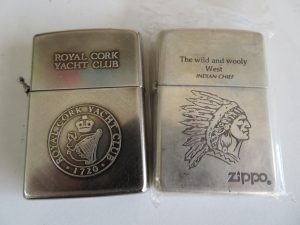 ROYAL CORK
YACHT CLUB
ROYAL CORK YACHT CLUB
· 1720 ·
The wild and wooly
West
INDIAN CHIEF
zippo®